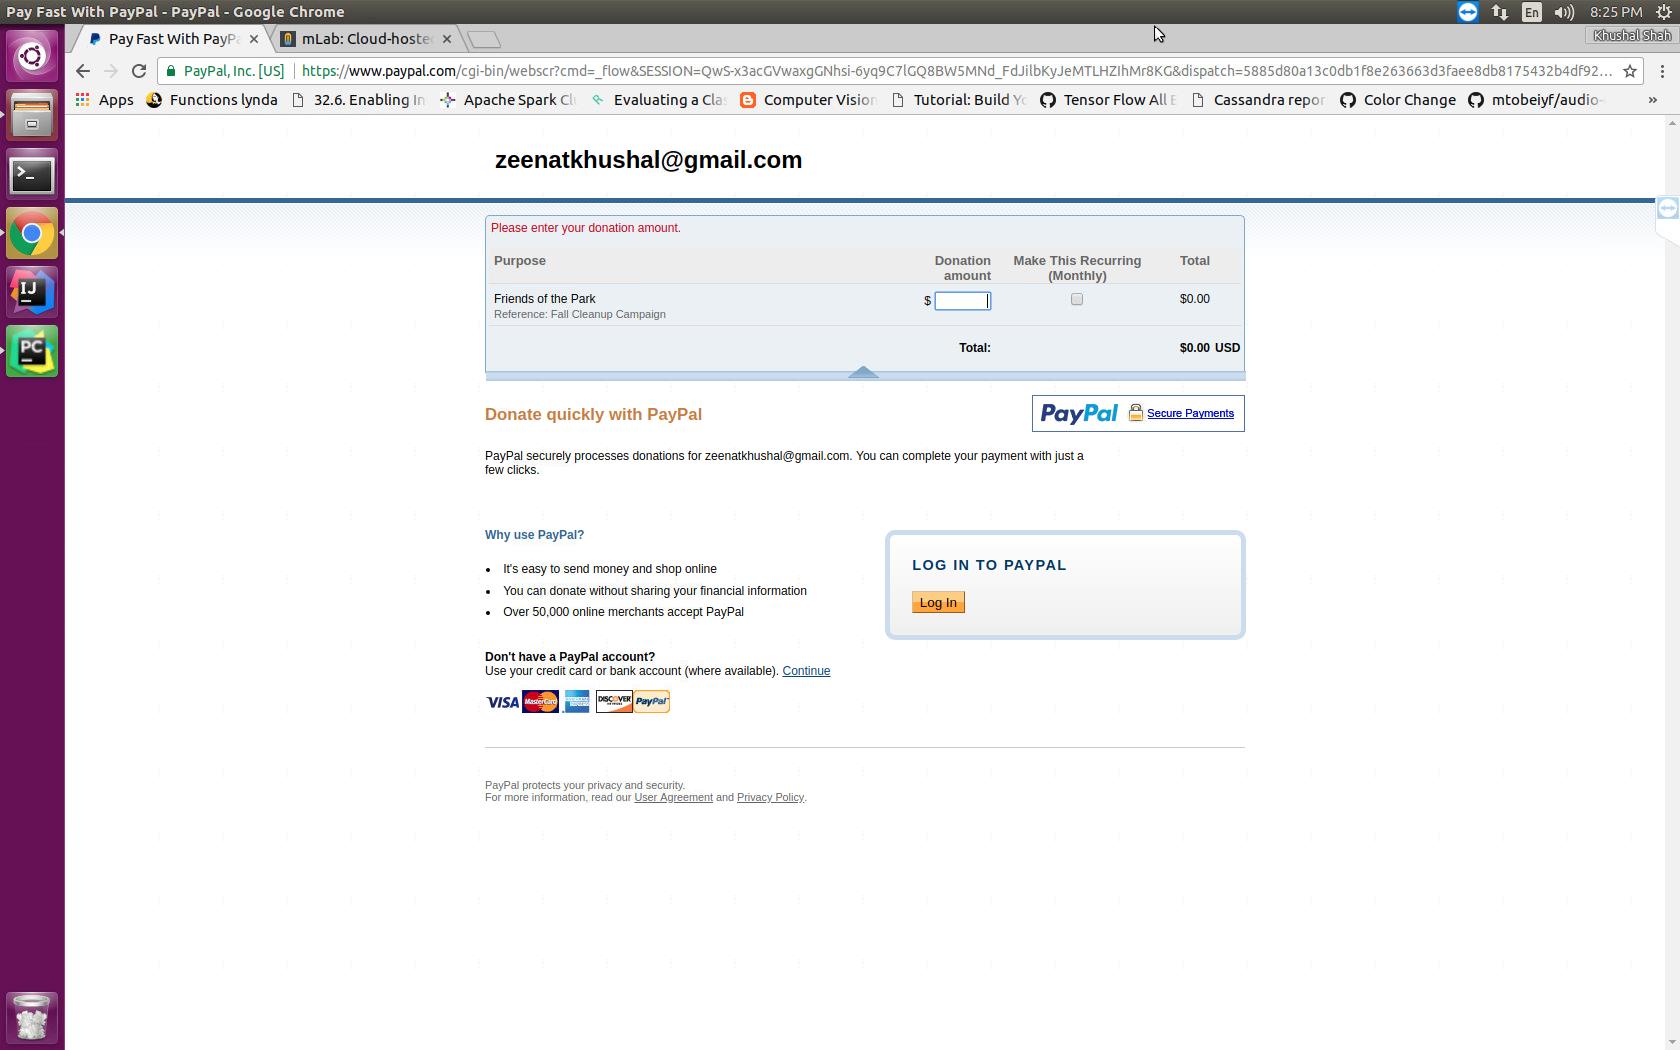 Pay Fast With PayPal - PayPal - Google Chrome
En
8:25 PM
Pay Fast With PayPa
mLab: Cloud-hoste
Khushal Shah
PayPal, Inc. [US]
https://www.paypal.com/cgi-bin/webscr?cmd=_flow&SESSION=QwS-x3acGVwaxgGNhsi-6yq9C7lGQ8BW5MNd_FdJilbKyJeMTLHZIhMr8KG&dispatch=5885d80a13c0db1f8e263663d3faee8db8175432b4df92...
Apps
Functions lynda
32.6. Enabling In
Apache Spark Clu
Evaluating a Clas
Computer Vision
Tutorial: Build Yo
Tensor Flow All E
Cassandra repor
Color Change
mtobeiyf/audio-
»
zeenatkhushal@gmail.com
Please enter your donation amount.
Purpose
Donation amount
Make This Recurring (Monthly)
Total
Friends of the Park
$
$0.00
Reference: Fall Cleanup Campaign
Total:
$0.00 USD
Donate quickly with PayPal
PayPal
Secure Payments
PayPal securely processes donations for zeenatkhushal@gmail.com. You can complete your payment with just a
few clicks.
Why use PayPal?
It's easy to send money and shop online
You can donate without sharing your financial information
Over 50,000 online merchants accept PayPal
LOG IN TO PAYPAL
Log In
Don't have a PayPal account?
Use your credit card or bank account (where available). Continue
VISA
MasterCard
DISCOVER
PayPal
PayPal protects your privacy and security.
For more information, read our User Agreement and Privacy Policy.
IJ
PC